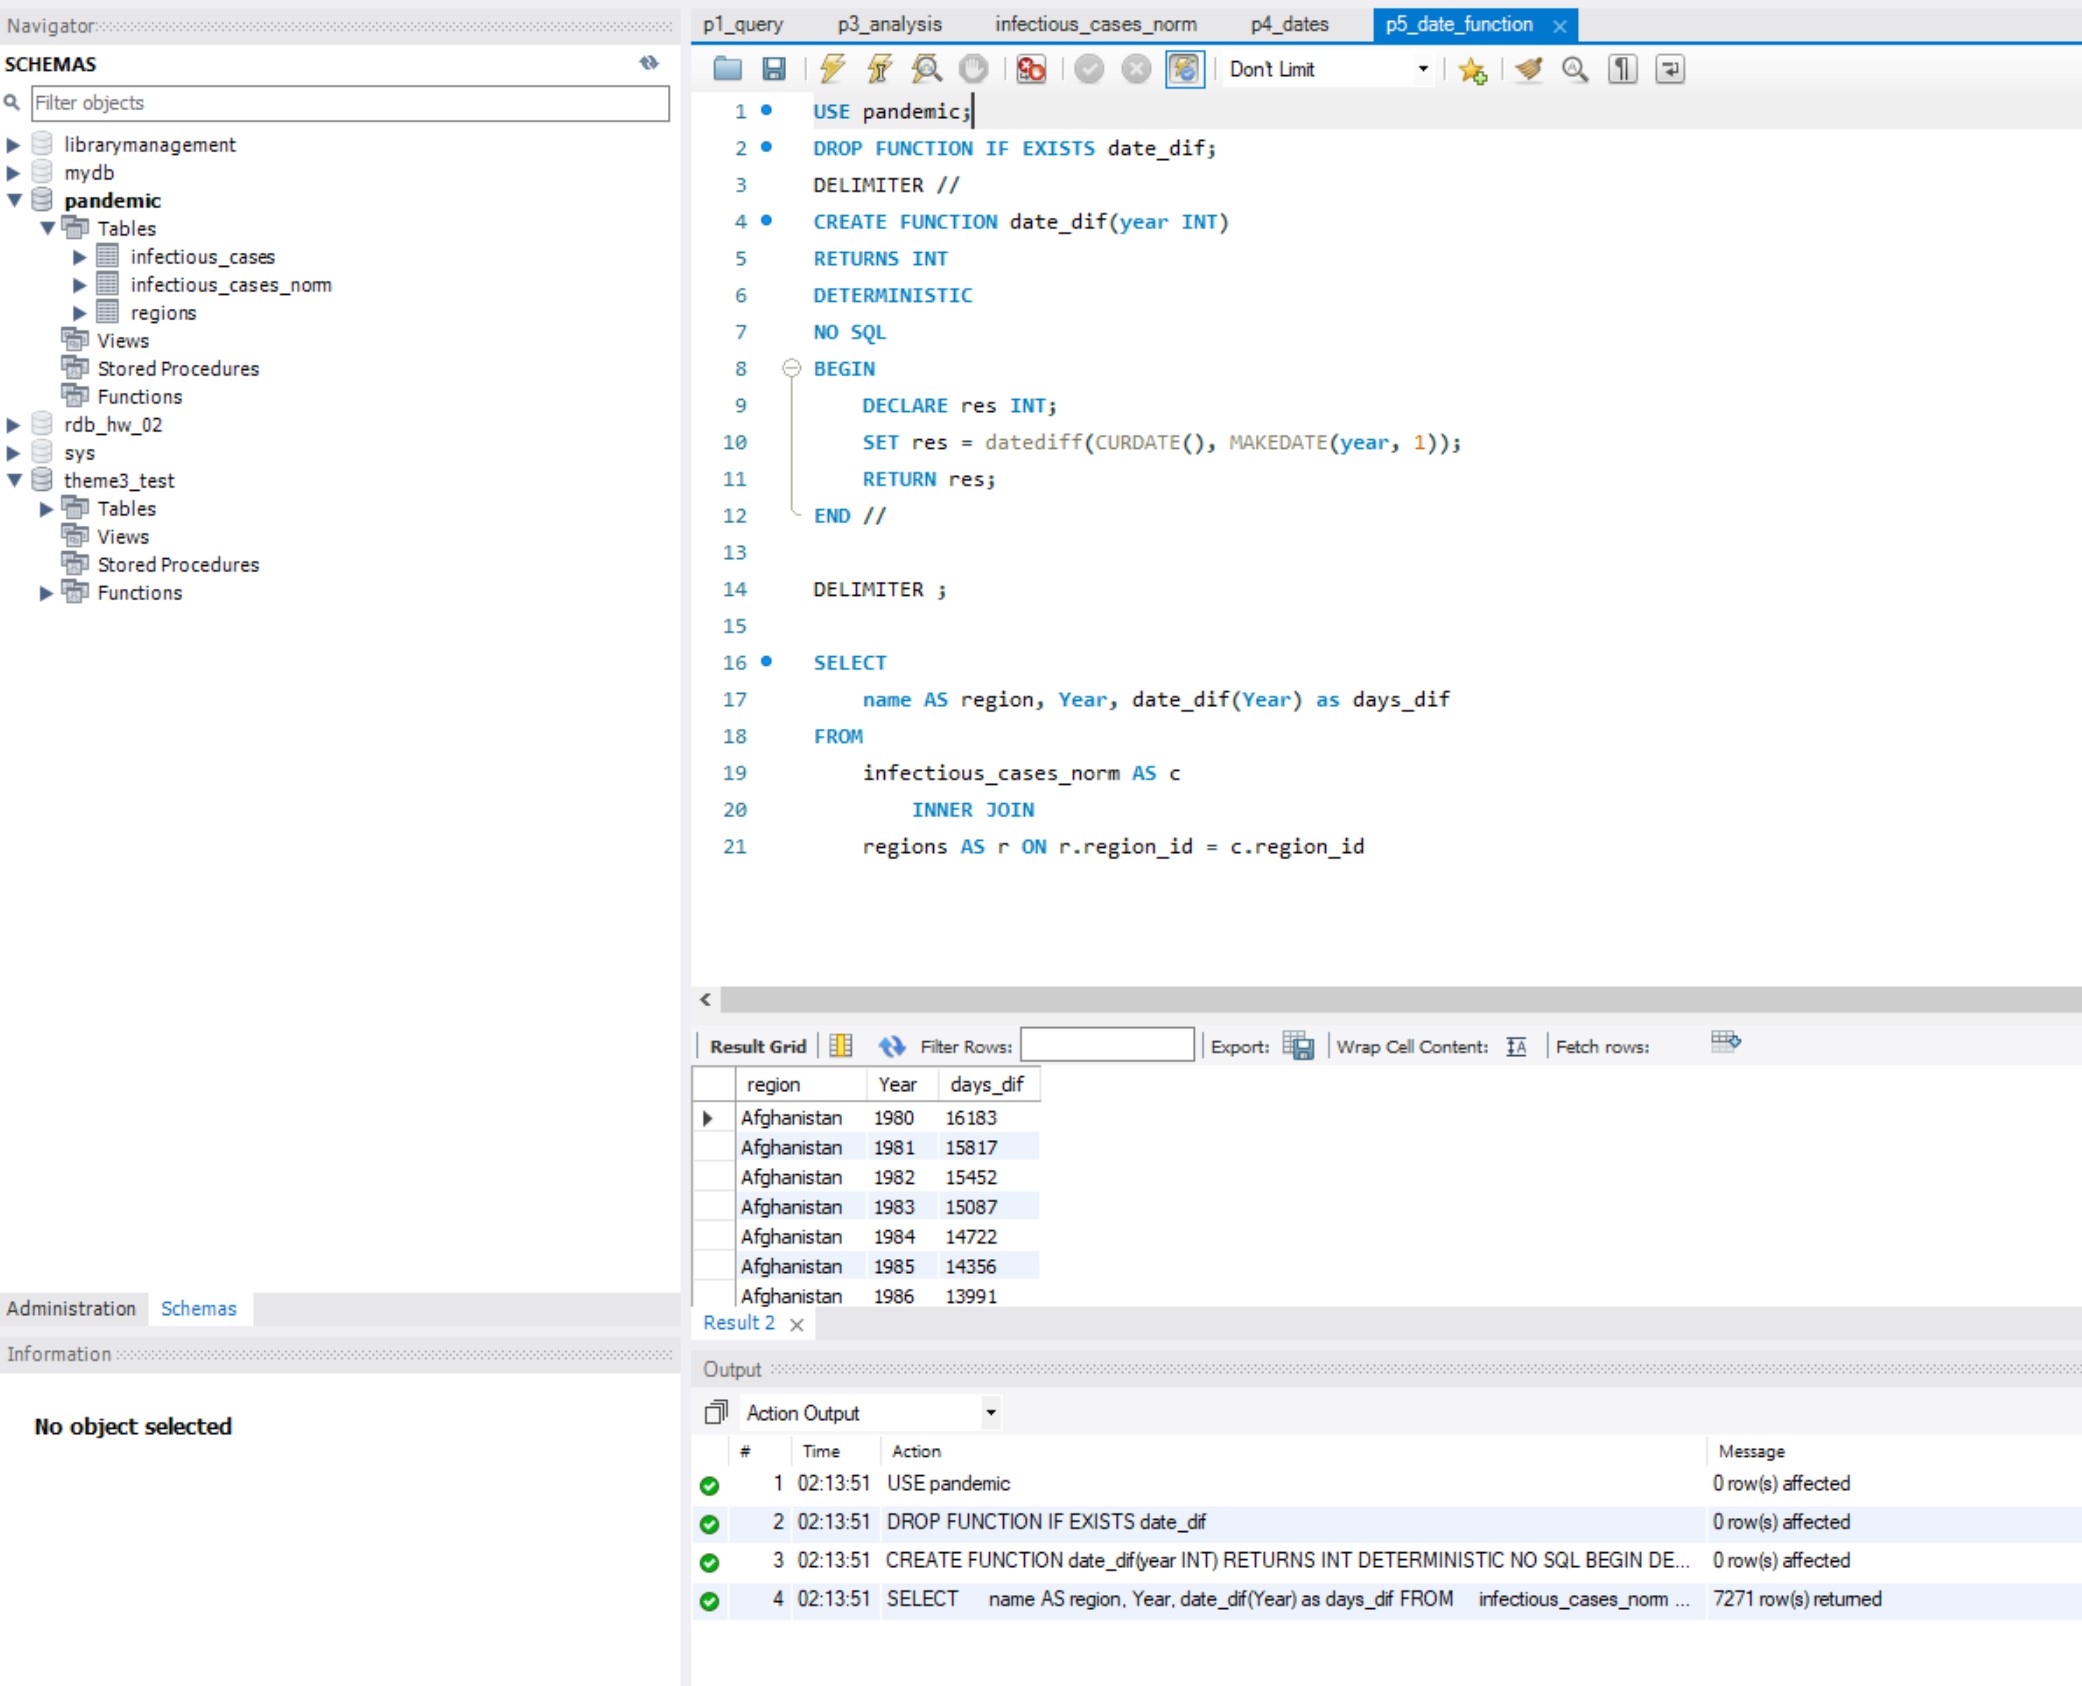 Navigator
SCHEMAS
Filter objects
librarymanagement
mydb
pandemic
Tables
infectious_cases
infectious_cases_norm
regions
Views
Stored Procedures
Functions
rdb_hw_02
sys
theme3_test
Tables
Views
Stored Procedures
Functions
Administration Schemas
Information
No object selected
p1_query p3_analysis infectious_cases_norm p4_dates p5_date_function
Don't Limit
1 USE pandemic;
2 DROP FUNCTION IF EXISTS date_dif;
3 DELIMITER //
4 CREATE FUNCTION date_dif(year INT)
5 RETURNS INT
6 DETERMINISTIC
7 NO SQL
8 BEGIN
9 DECLARE res INT;
10 SET res = datediff(CURDATE(), MAKEDATE(year, 1));
11 RETURN res;
12 END //
13
14 DELIMITER ;
15
16 SELECT
17 name AS region, Year, date_dif(Year) as days_dif
18 FROM
19 infectious_cases_norm AS c
20 INNER JOIN
21 regions AS r ON r.region_id = c.region_id
Result Grid Filter Rows: Export: Wrap Cell Content: Fetch rows:
region Year days_dif
Afghanistan 1980 16183
Afghanistan 1981 15817
Afghanistan 1982 15452
Afghanistan 1983 15087
Afghanistan 1984 14722
Afghanistan 1985 14356
Afghanistan 1986 13991
Result 2
Output
Action Output
# Time Action Message
1 02:13:51 USE pandemic 0 row(s) affected
2 02:13:51 DROP FUNCTION IF EXISTS date_dif 0 row(s) affected
3 02:13:51 CREATE FUNCTION date_dif(year INT) RETURNS INT DETERMINISTIC NO SQL BEGIN DE... 0 row(s) affected
4 02:13:51 SELECT name AS region, Year, date_dif(Year) as days_dif FROM infectious_cases_norm ... 7271 row(s) returned